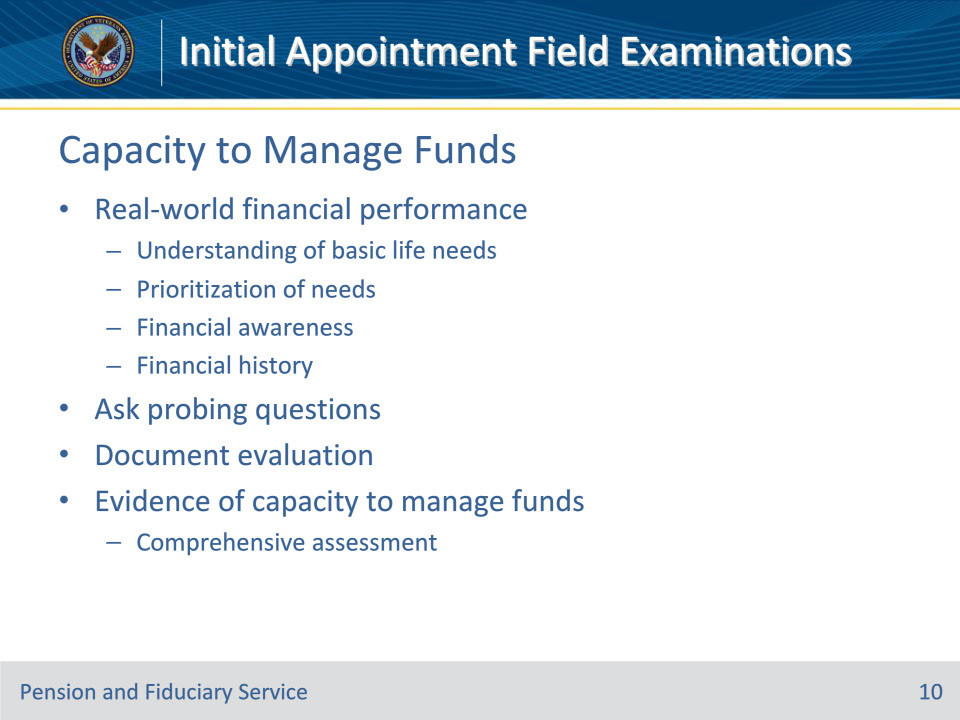 Initial Appointment Field Examinations
Capacity to Manage Funds
• Real-world financial performance
– Understanding of basic life needs
– Prioritization of needs
– Financial awareness
– Financial history
• Ask probing questions
• Document evaluation
• Evidence of capacity to manage funds
– Comprehensive assessment
Pension and Fiduciary Service
10